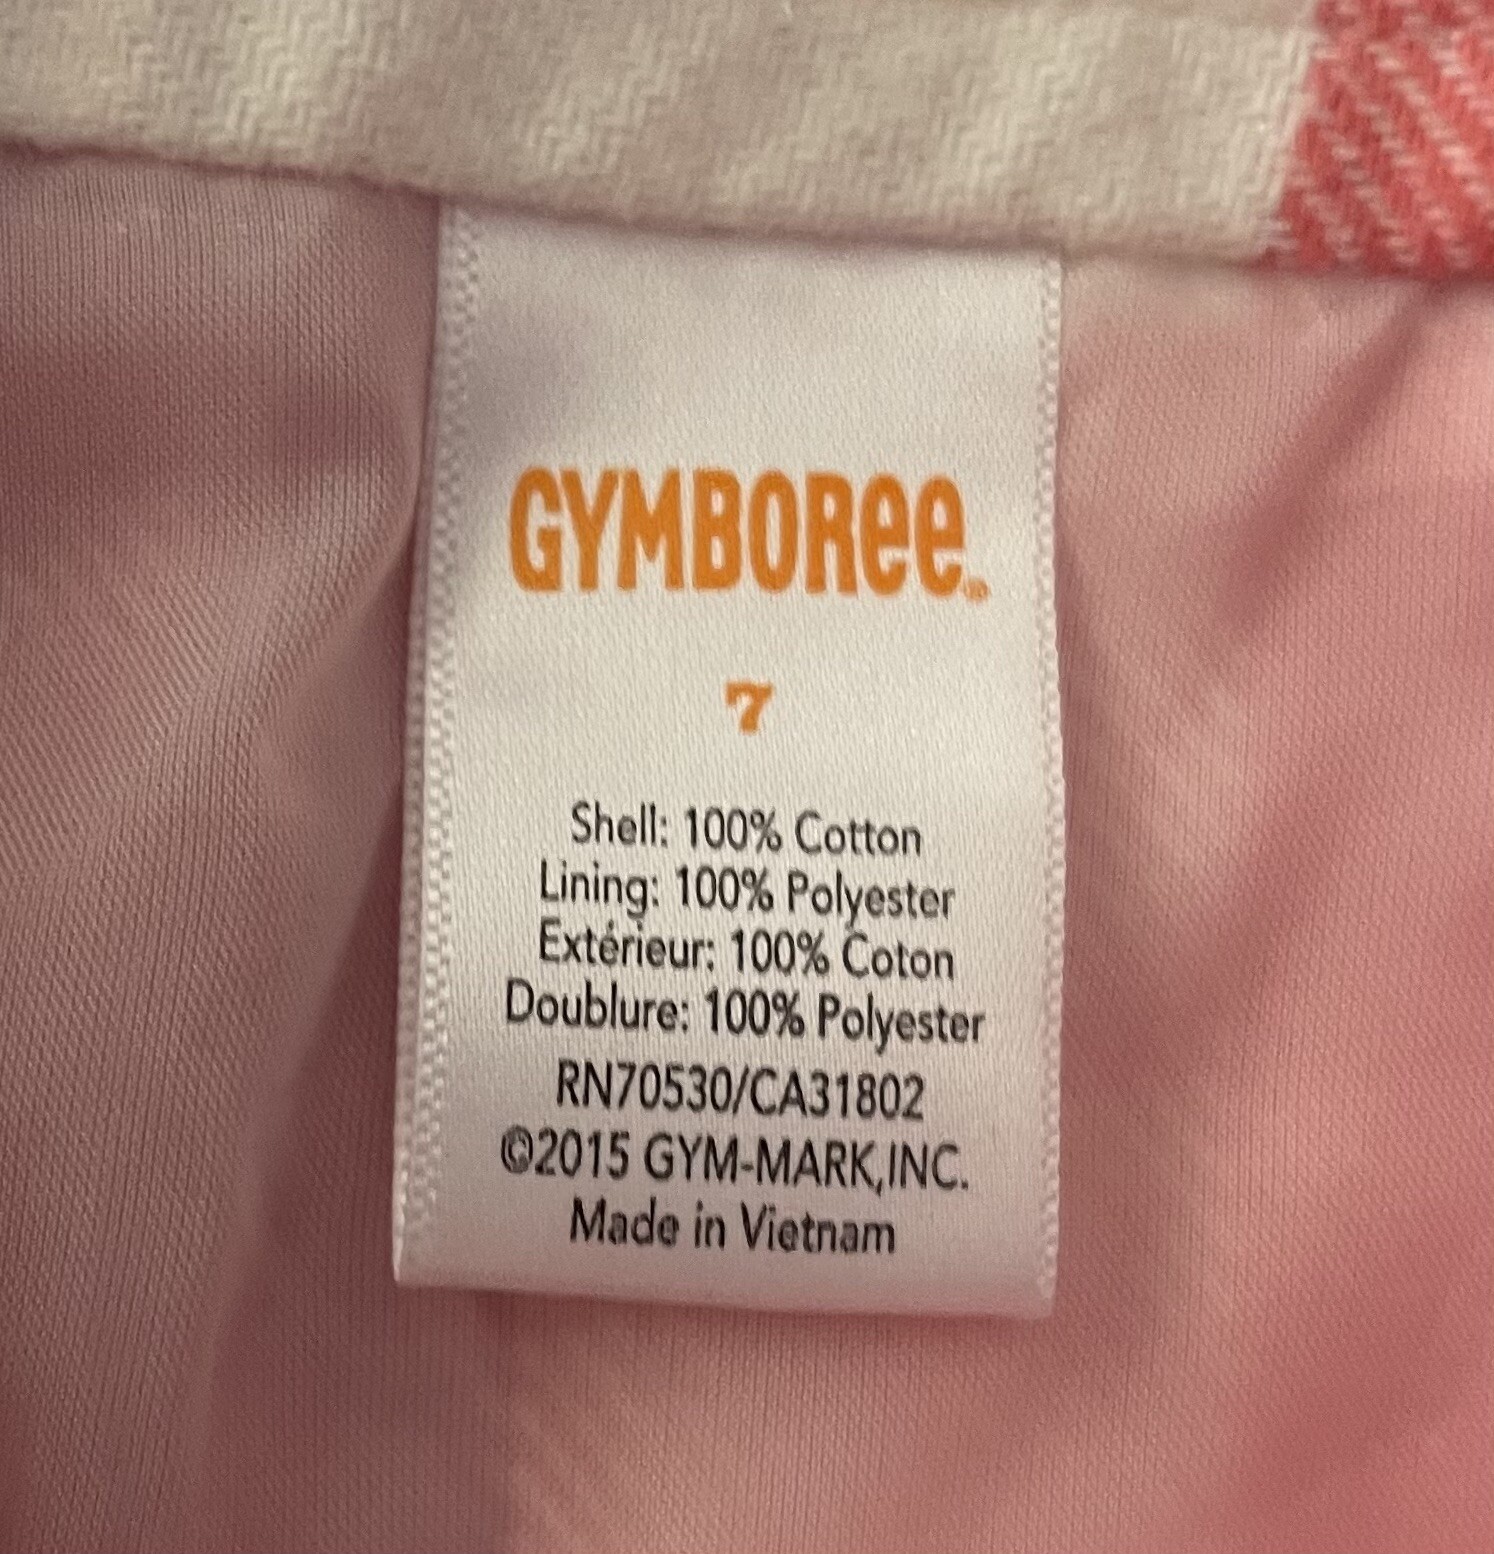 GYMBOREE®
7
Shell: 100% Cotton
Lining: 100% Polyester
Extérieur: 100% Coton
Doublure: 100% Polyester
RN70530/CA31802
©2015 GYM-MARK,INC.
Made in Vietnam